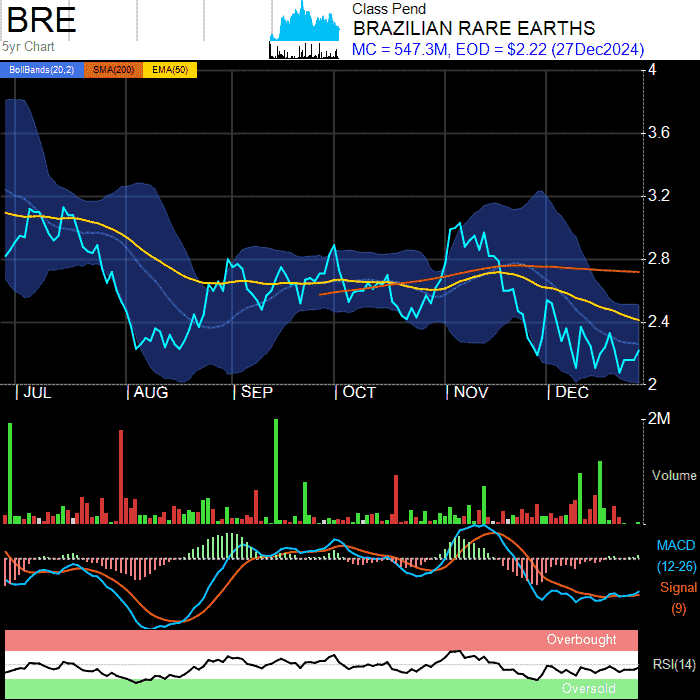 BRE
5yr Chart
Class Pend
BRAZILIAN RARE EARTHS
MC = 547.3M, EOD = $2.22 (27Dec2024)
BollBands(20,2) SMA(200) EMA(50)
4
3.6
3.2
2.8
2.4
2
JUL AUG SEP OCT NOV DEC
2M
Volume
MACD
(12-26)
Signal
(9)
Overbought
RSI(14)
Oversold